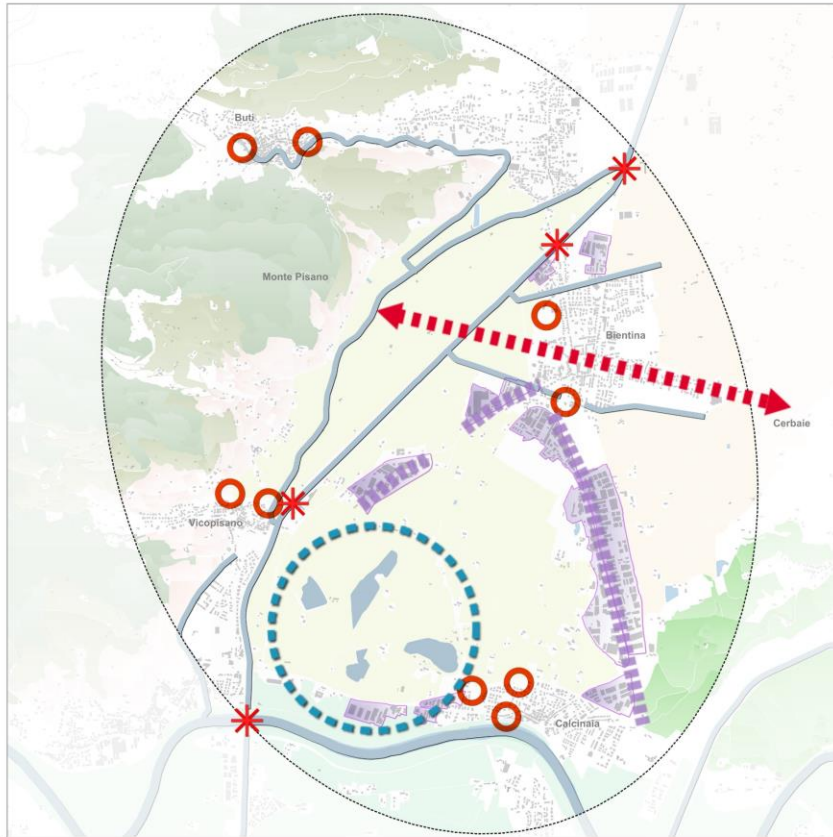 Buti
Monte Pisano
Bientina
Cerbaie
Vicopisano
Calcinaia